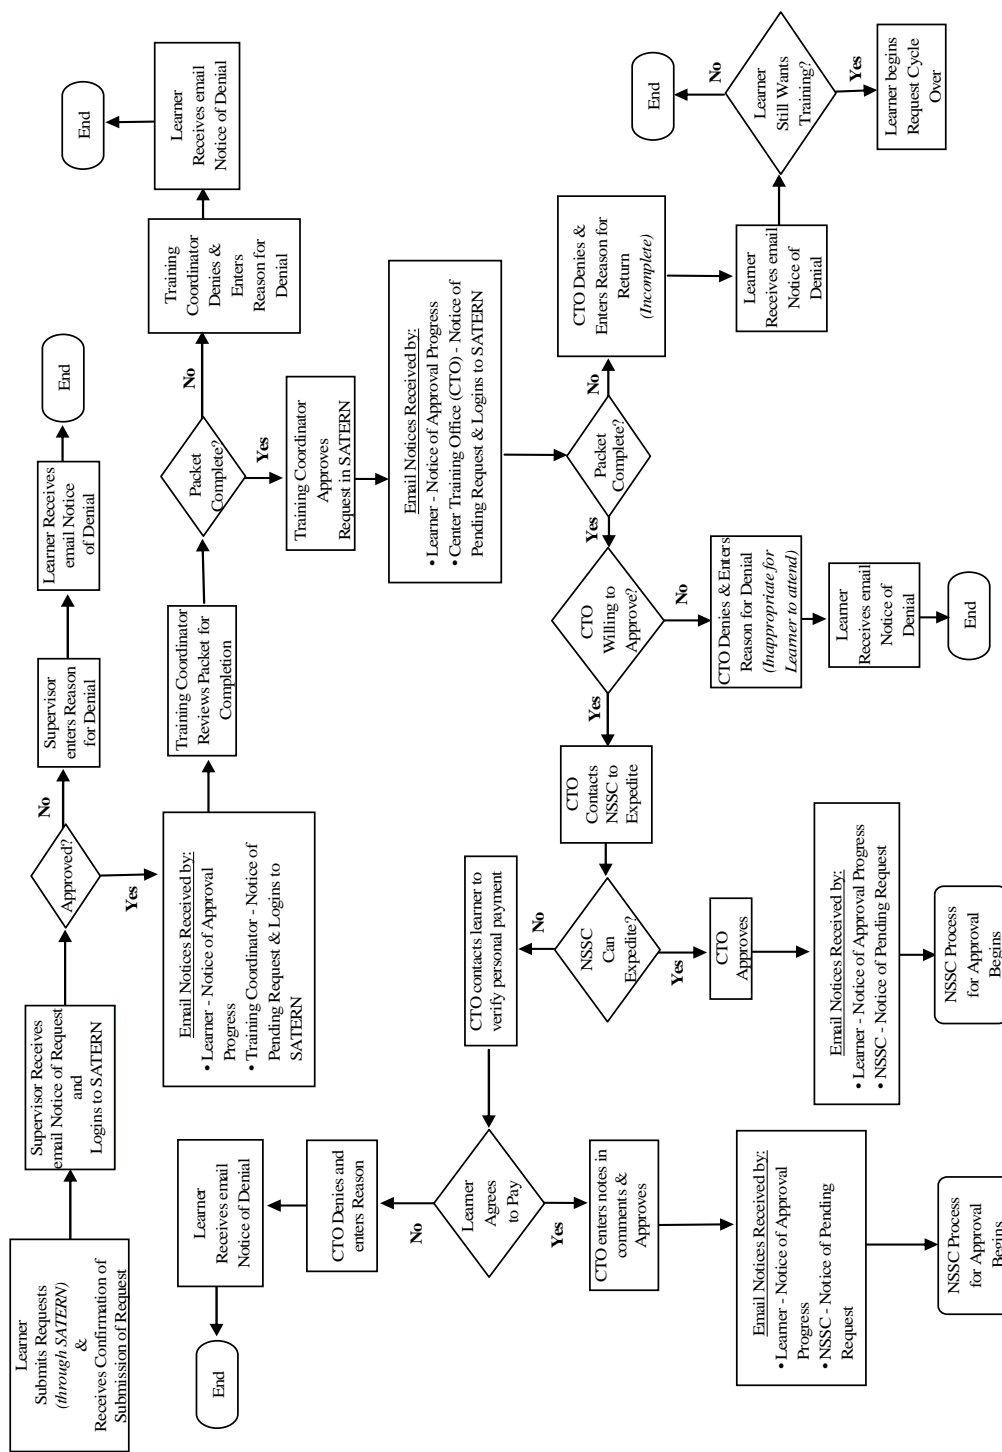 Learner
Submits Requests
(through SATERN)
&
Receives Confirmation of
Submission of Request
Supervisor Receives
email Notice of Request
and
Logins to SATERN
Approved?
No
Supervisor
enters Reason
for Denial
Learner Receives
email Notice
of Denial
End
Yes
Email Notices Received by:
• Learner - Notice of Approval
Progress
• Training Coordinator - Notice of
Pending Request & Logins to
SATERN
Training Coordinator
Reviews Packet for
Completion
Packet
Complete?
No
Training
Coordinator
Denies &
Enters
Reason for
Denial
Learner
Receives email
Notice of Denial
End
Yes
Training Coordinator
Approves
Request in SATERN
Email Notices Received by:
• Learner - Notice of Approval Progress
• Center Training Office (CTO) - Notice of
Pending Request & Logins to SATERN
Packet
Complete?
No
CTO Denies &
Enters Reason for
Return
(Incomplete)
Learner
Receives email
Notice of
Denial
Learner
Still Wants
Training?
No
End
Yes
Learner begins
Request Cycle
Over
Yes
CTO
Willing to
Approve?
No
CTO Denies & Enters
Reason for Denial
(Inappropriate for
Learner to attend)
Learner
Receives email
Notice of
Denial
End
Yes
CTO
Contacts
NSSC to
Expedite
NSSC
Can
Expedite?
Yes
CTO
Approves
Email Notices Received by:
• Learner - Notice of Approval Progress
• NSSC - Notice of Pending Request
NSSC Process
for Approval
Begins
No
CTO contacts learner to
verify personal payment
Learner
Agrees
to Pay
No
CTO Denies and
enters Reason
Learner
Receives email
Notice of Denial
End
Yes
CTO enters notes in
comments &
Approves
Email Notices Received by:
• Learner - Notice of Approval
Progress
• NSSC - Notice of Pending
Request
NSSC Process
for Approval
Begins